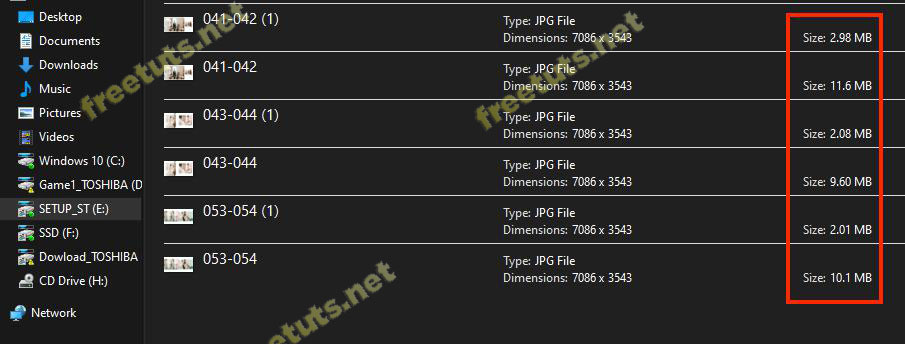 Desktop
Documents
Downloads
Music
Pictures
Videos
Windows 10 (C:)
Game1_TOSHIBA (D
SETUP_ST (E:)
SSD (F:)
Dowload_TOSHIBA
CD Drive (H:)
Network
041-042 (1)
Type: JPG File
Dimensions: 7086 x 3543
Size: 2.98 MB
041-042
Type: JPG File
Dimensions: 7086 x 3543
Size: 11.6 MB
043-044 (1)
Type: JPG File
Dimensions: 7086 x 3543
Size: 2.08 MB
043-044
Type: JPG File
Dimensions: 7086 x 3543
Size: 9.60 MB
053-054 (1)
Type: JPG File
Dimensions: 7086 x 3543
Size: 2.01 MB
053-054
Type: JPG File
Dimensions: 7086 x 3543
Size: 10.1 MB
freetuts.net
freetuts.net
freetuts.net